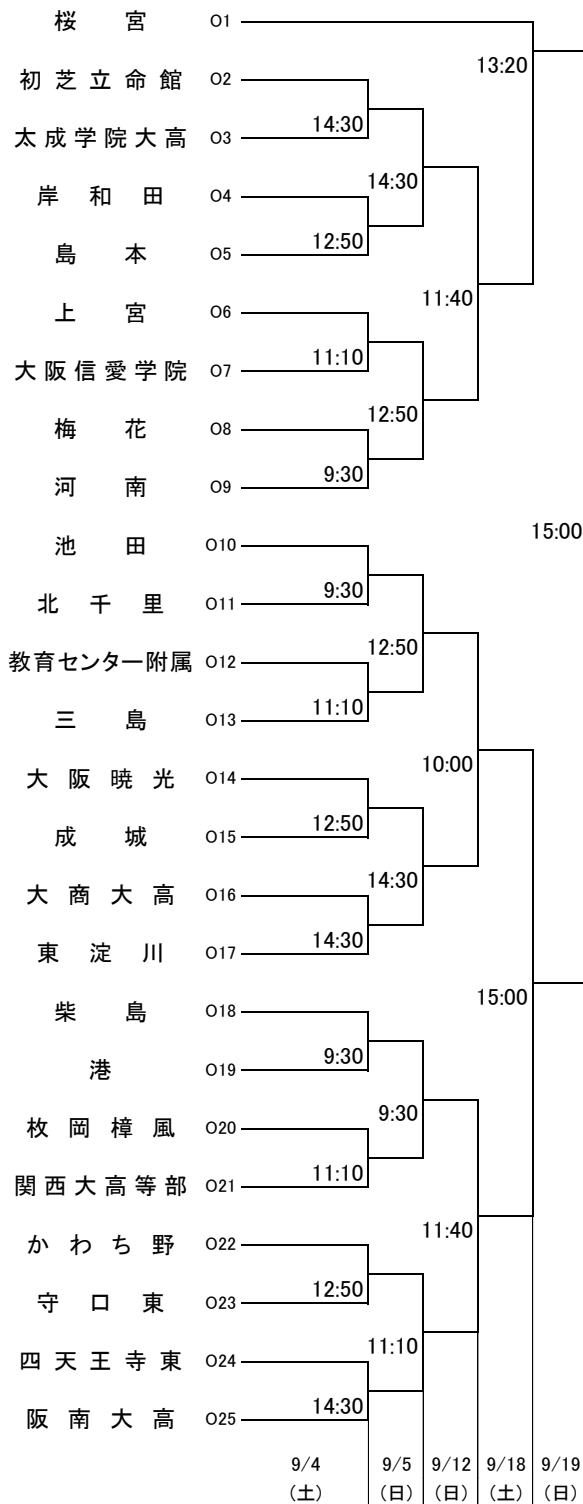 桜宮 O1
13:20
初芝立命館 O2
14:30
太成学院大高 O3
14:30
岸和田 O4
12:50
島本 O5
11:40
上宮 O6
11:10
大阪信愛学院 O7
12:50
梅花 O8
9:30
河南 O9
15:00
池田 O10
9:30
北千里 O11
12:50
教育センター附属 O12
11:10
三島 O13
10:00
大阪暁光 O14
12:50
成城 O15
14:30
大商大高 O16
14:30
東淀川 O17
15:00
柴島 O18
9:30
港 O19
9:30
枚岡樟風 O20
11:10
関西大高等部 O21
11:40
かわち野 O22
12:50
守口東 O23
11:10
四天王寺東 O24
14:30
阪南大高 O25
9/4 9/5 9/12 9/18 9/19
(土) (日) (日) (土) (日)